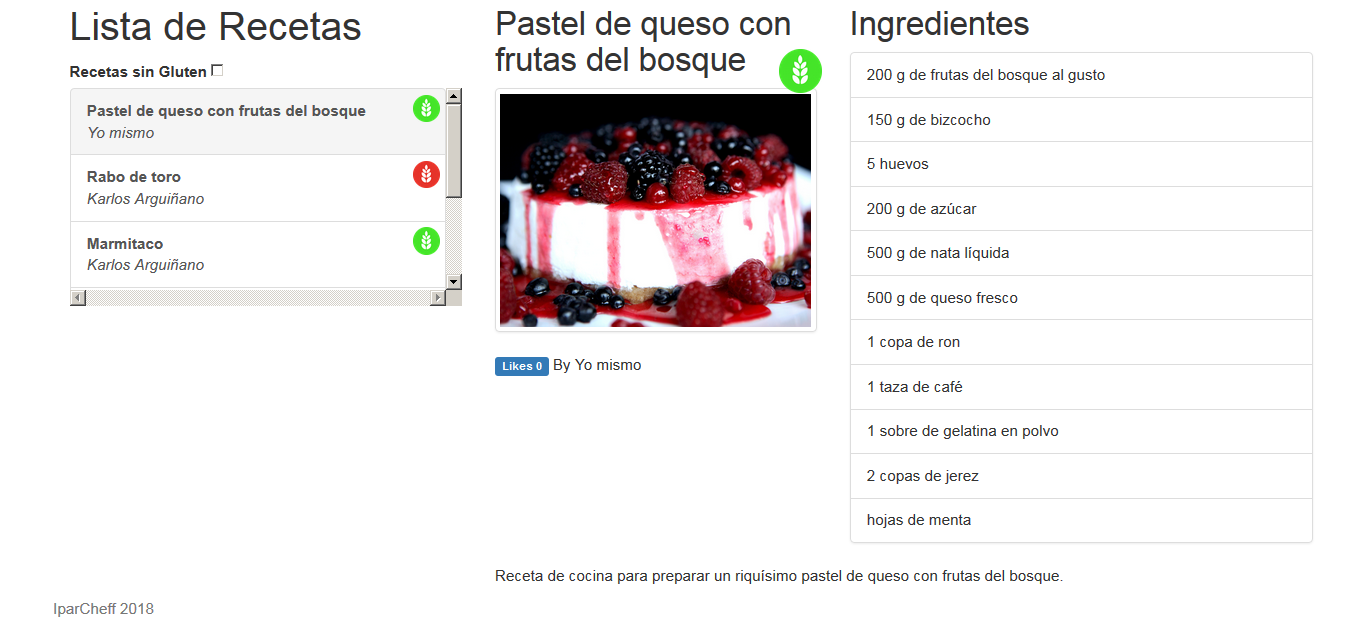 Lista de Recetas
Recetas sin Gluten
Pastel de queso con frutas del bosque
Yo mismo
Rabo de toro
Karlos Arguiñano
Marmitaco
Karlos Arguiñano
Pastel de queso con
frutas del bosque
Likes 0 By Yo mismo
Ingredientes
200 g de frutas del bosque al gusto
150 g de bizcocho
5 huevos
200 g de azúcar
500 g de nata líquida
500 g de queso fresco
1 copa de ron
1 taza de café
1 sobre de gelatina en polvo
2 copas de jerez
hojas de menta
Receta de cocina para preparar un riquísimo pastel de queso con frutas del bosque.
IparCheff 2018